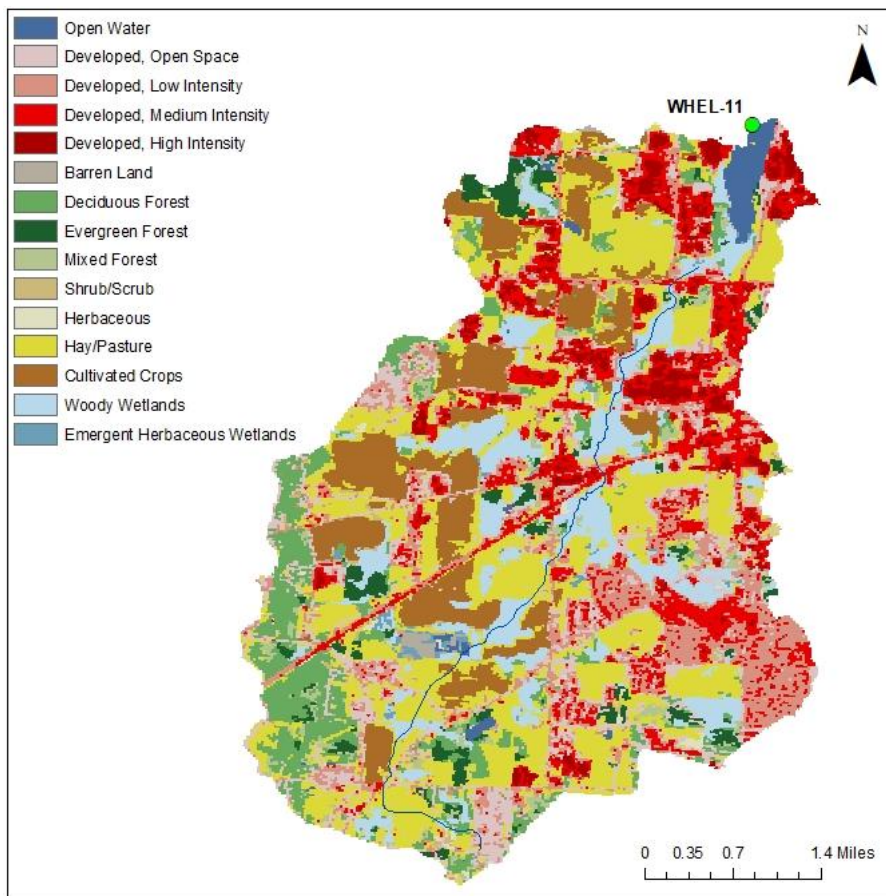 Open Water
Developed, Open Space
Developed, Low Intensity
Developed, Medium Intensity
Developed, High Intensity
Barren Land
Deciduous Forest
Evergreen Forest
Mixed Forest
Shrub/Scrub
Herbaceous
Hay/Pasture
Cultivated Crops
Woody Wetlands
Emergent Herbaceous Wetlands
N
WHEL-11
0 0.35 0.7 1.4 Miles